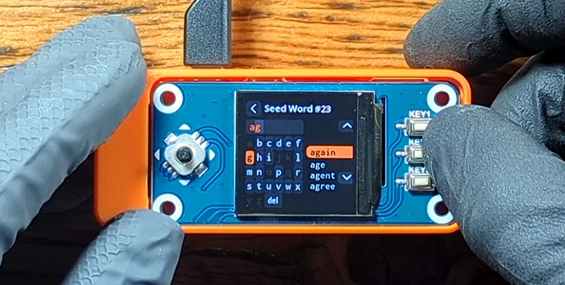 Seed Word #23
ag
b c d e f
g h i l
m n p r
s t u v w x
del
again
age
agent
agree
KEY1